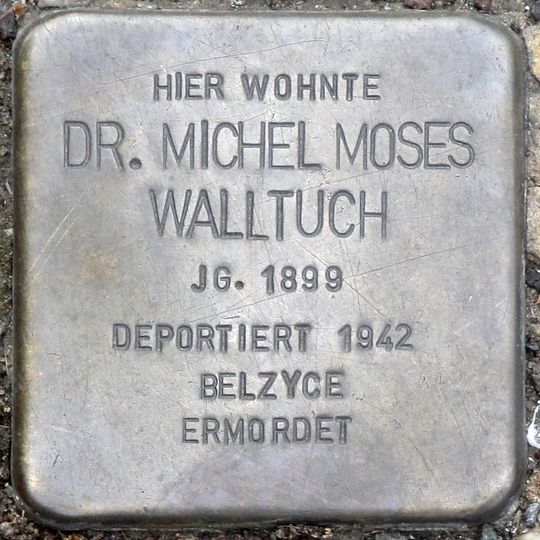 HIER WOHNTE
DR. MICHEL MOSES
WALLTUCH
JG. 1899
DEPORTIERT 1942
BELZYCE
ERMORDET